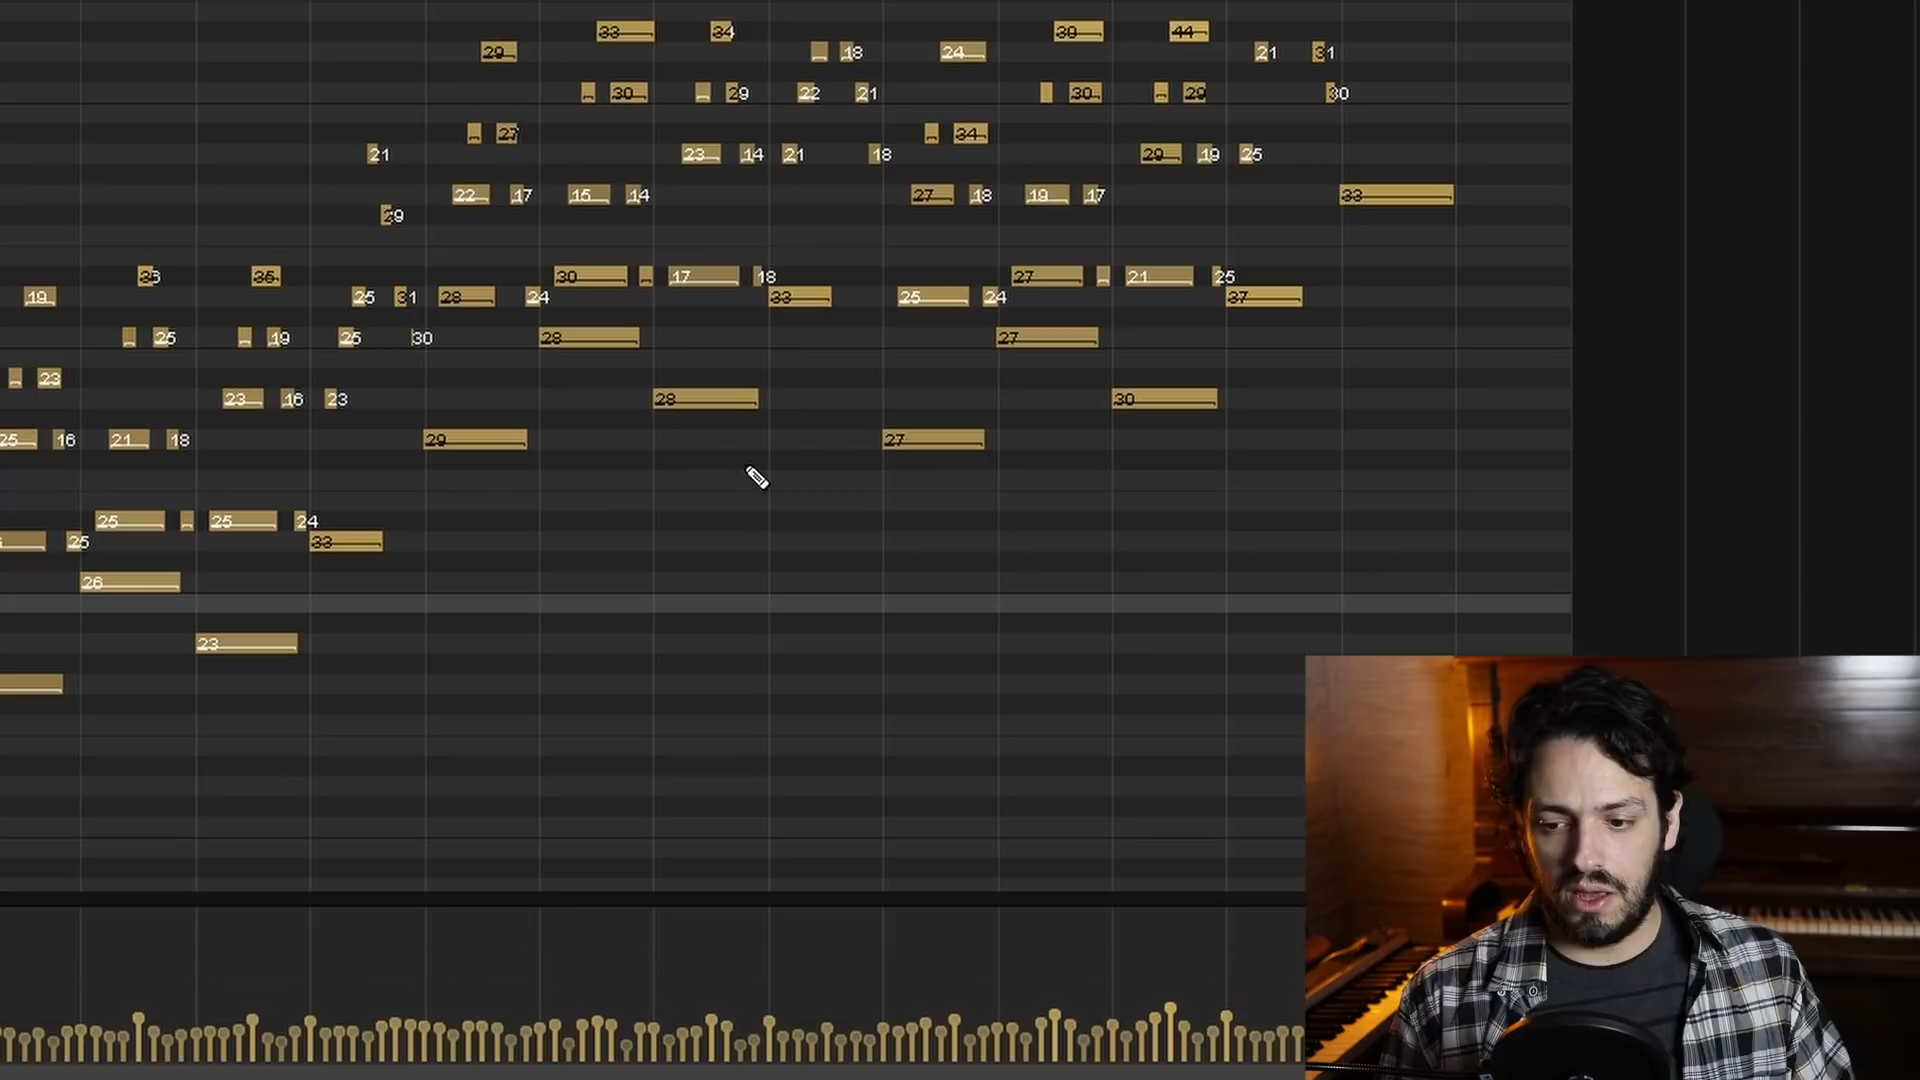 33 34 30 44
29 18 24 21 31
30 29 22 21 30 29 30
27 34
21 23 14 21 18 29 19 25
22 17 15 14 27 18 19 17 33
29
36 35 30 17 18 27 21 25
19 25 31 28 24 33 25 24 37
25 19 25 30 28 27
23
23 16 23 28 30
25 16 21 18 29 27
25 25 24
25 33
26
23